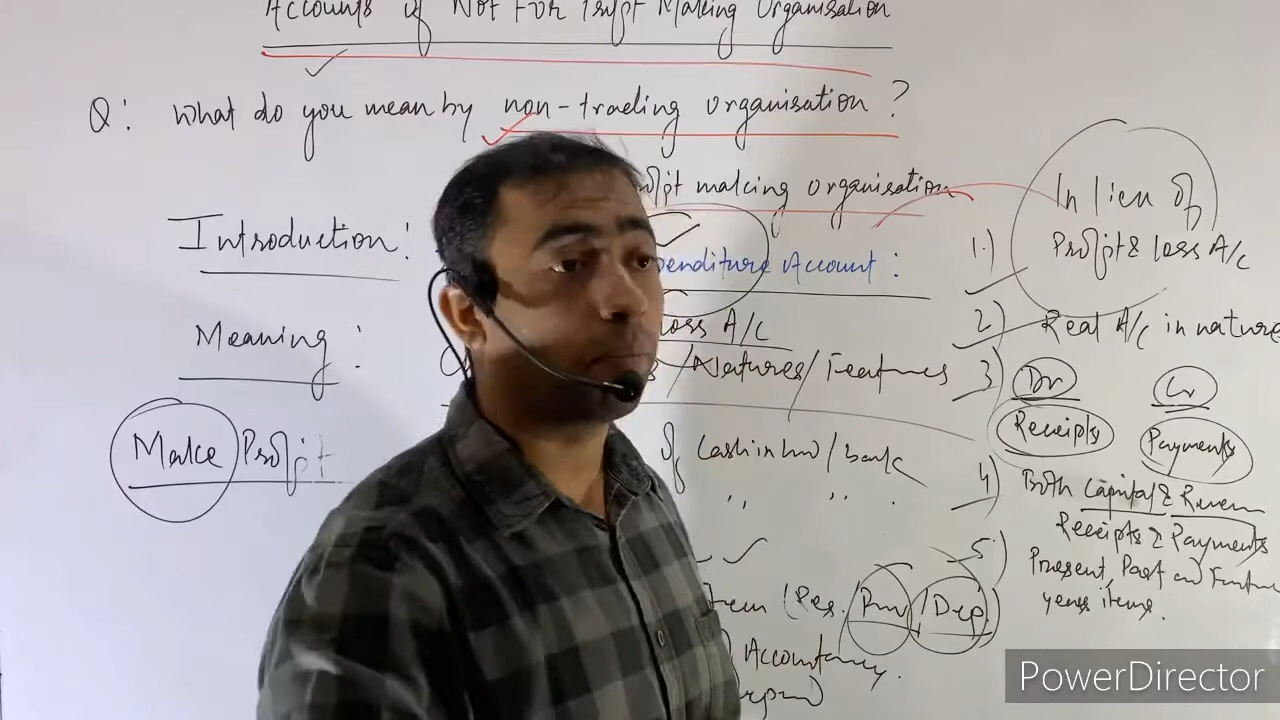 Accounts of Not For Profit Making Organisation
Q: What do you mean by non-trading organisation?
making organisation
Introduction:
Expenditure Account:
Meaning:
Loss A/C
/ Natures / Features
Make Profit
of Cash in hand / bank
" " .
Item (Res. / Pmv / Dep)
Accountancy.
1.) In lieu of
Profit & Loss A/C
2) Real A/C in nature
3) Dr Cr
Receipts Payments
4) Both Capital & Revenue
Receipts & Payments
5) Present, Past and Future
years items.
PowerDirector